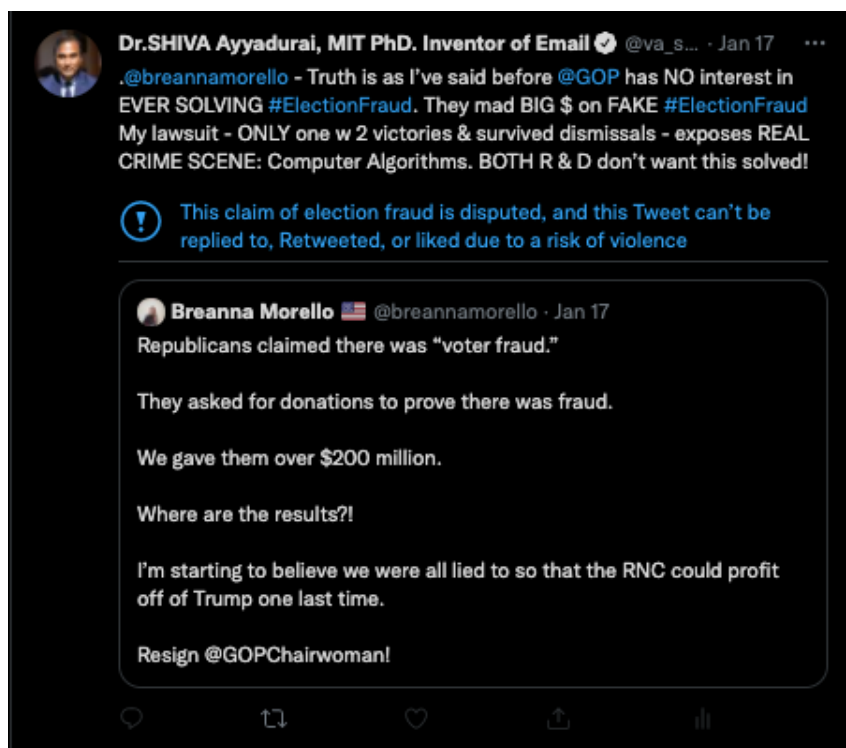 Dr.SHIVA Ayyadurai, MIT PhD. Inventor of Email @va_s... · Jan 17 ...
.@breannamorello - Truth is as I've said before @GOP has NO interest in
EVER SOLVING #ElectionFraud. They mad BIG $ on FAKE #ElectionFraud
My lawsuit - ONLY one w 2 victories & survived dismissals - exposes REAL
CRIME SCENE: Computer Algorithms. BOTH R & D don't want this solved!
This claim of election fraud is disputed, and this Tweet can't be
replied to, Retweeted, or liked due to a risk of violence
Breanna Morello 🇺🇸 @breannamorello · Jan 17
Republicans claimed there was “voter fraud.”
They asked for donations to prove there was fraud.
We gave them over $200 million.
Where are the results?!
I'm starting to believe we were all lied to so that the RNC could profit
off of Trump one last time.
Resign @GOPChairwoman!